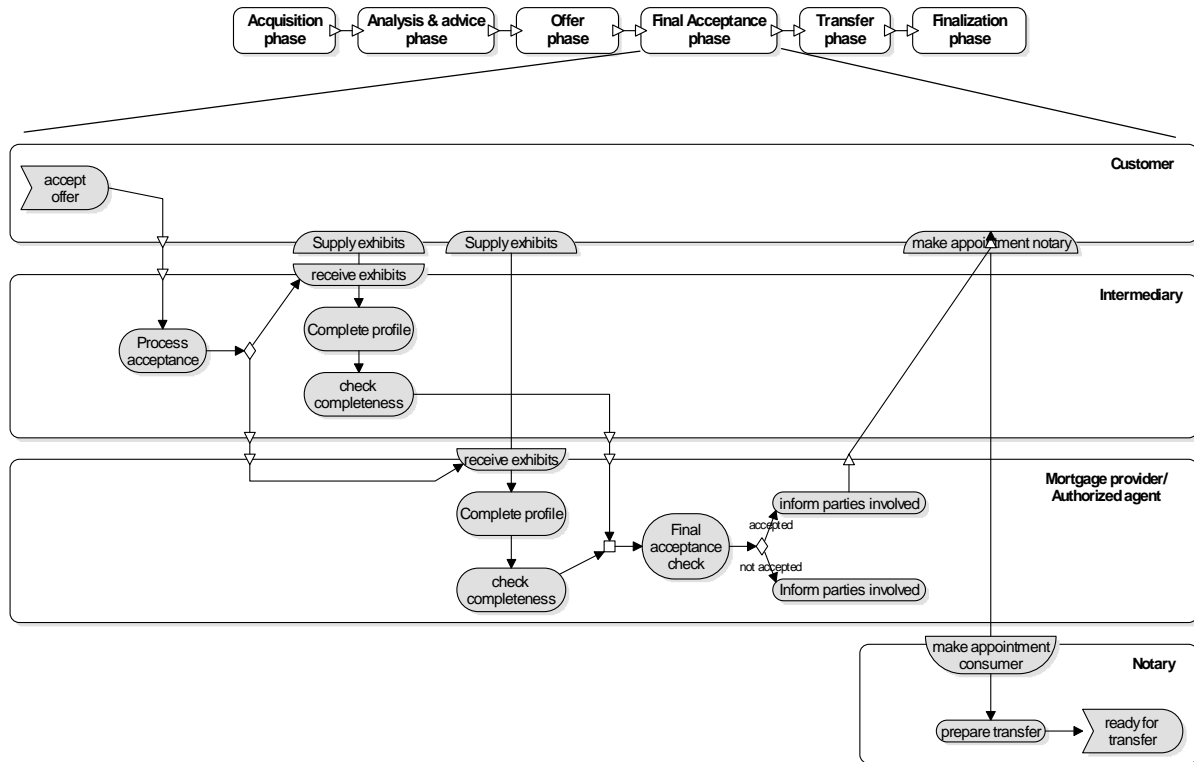 Acquisition
phase
Analysis & advice
phase
Offer
phase
Final Acceptance
phase
Transfer
phase
Finalization
phase
Customer
accept
offer
Supply exhibits
Supply exhibits
make appointment notary
receive exhibits
Intermediary
Complete profile
Process
acceptance
check
completeness
receive exhibits
Mortgage provider/
Authorized agent
Complete profile
inform parties involved
accepted
Final
acceptance
check
not accepted
check
completeness
Inform parties involved
make appointment
consumer
Notary
prepare transfer
ready for
transfer